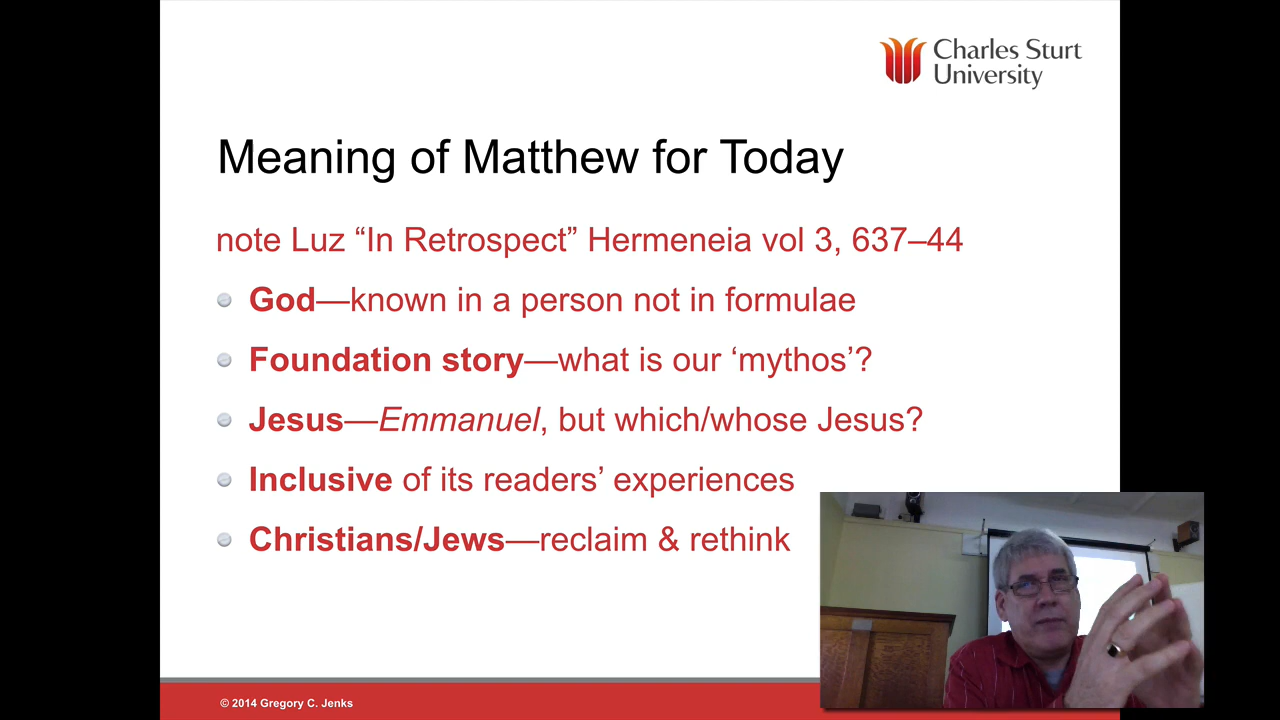 Charles Sturt
University
Meaning of Matthew for Today
note Luz “In Retrospect” Hermeneia vol 3, 637–44
God—known in a person not in formulae
Foundation story—what is our ‘mythos’?
Jesus—Emmanuel, but which/whose Jesus?
Inclusive of its readers’ experiences
Christians/Jews—reclaim & rethink
© 2014 Gregory C. Jenks